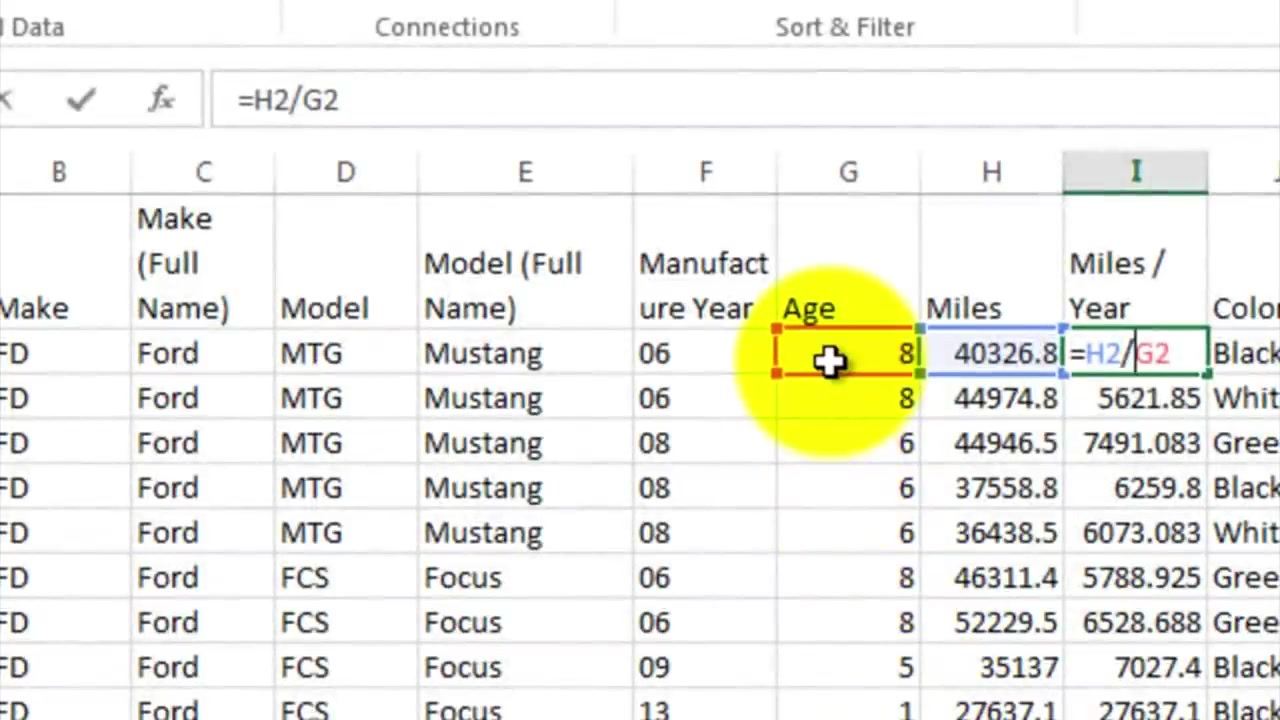 Data
Connections
Sort & Filter
fx
=H2/G2
B C D E F G H I
Make
Make
(Full
Name)
Model
Model (Full
Name)
Manufact
ure Year
Age
Miles
Miles /
Year
Color
FD Ford MTG Mustang 06 8 40326.8 =H2/G2 Black
FD Ford MTG Mustang 06 8 44974.8 5621.85 Whit
FD Ford MTG Mustang 08 6 44946.5 7491.083 Gree
FD Ford MTG Mustang 08 6 37558.8 6259.8 Black
FD Ford MTG Mustang 08 6 36438.5 6073.083 Whit
FD Ford FCS Focus 06 8 46311.4 5788.925 Gree
FD Ford FCS Focus 06 8 52229.5 6528.688 Gree
FD Ford FCS Focus 09 5 35137 7027.4 Black
FD Ford FCS Focus 13 1 27637.1 27637.1 Black